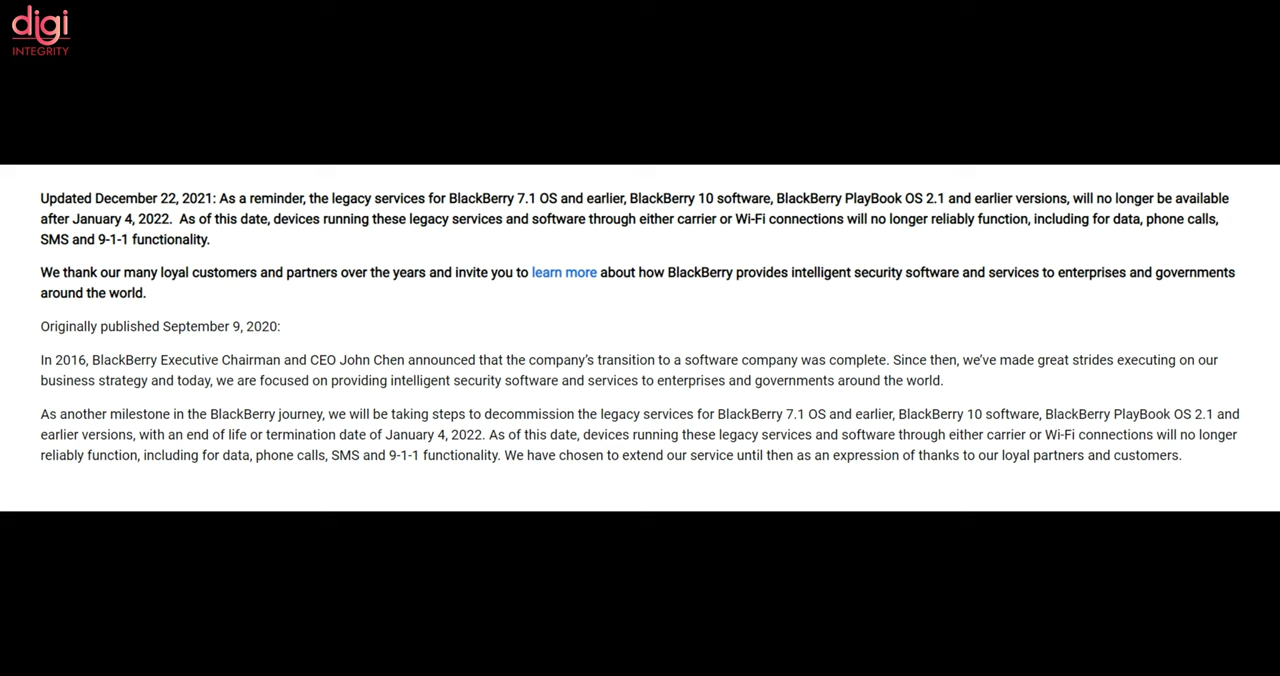 digi
INTEGRITY
Updated December 22, 2021: As a reminder, the legacy services for BlackBerry 7.1 OS and earlier, BlackBerry 10 software, BlackBerry PlayBook OS 2.1 and earlier versions, will no longer be available
after January 4, 2022.  As of this date, devices running these legacy services and software through either carrier or Wi-Fi connections will no longer reliably function, including for data, phone calls,
SMS and 9-1-1 functionality.
We thank our many loyal customers and partners over the years and invite you to learn more about how BlackBerry provides intelligent security software and services to enterprises and governments
around the world.
Originally published September 9, 2020:
In 2016, BlackBerry Executive Chairman and CEO John Chen announced that the company’s transition to a software company was complete. Since then, we’ve made great strides executing on our
business strategy and today, we are focused on providing intelligent security software and services to enterprises and governments around the world.
As another milestone in the BlackBerry journey, we will be taking steps to decommission the legacy services for BlackBerry 7.1 OS and earlier, BlackBerry 10 software, BlackBerry PlayBook OS 2.1 and
earlier versions, with an end of life or termination date of January 4, 2022. As of this date, devices running these legacy services and software through either carrier or Wi-Fi connections will no longer
reliably function, including for data, phone calls, SMS and 9-1-1 functionality. We have chosen to extend our service until then as an expression of thanks to our loyal partners and customers.